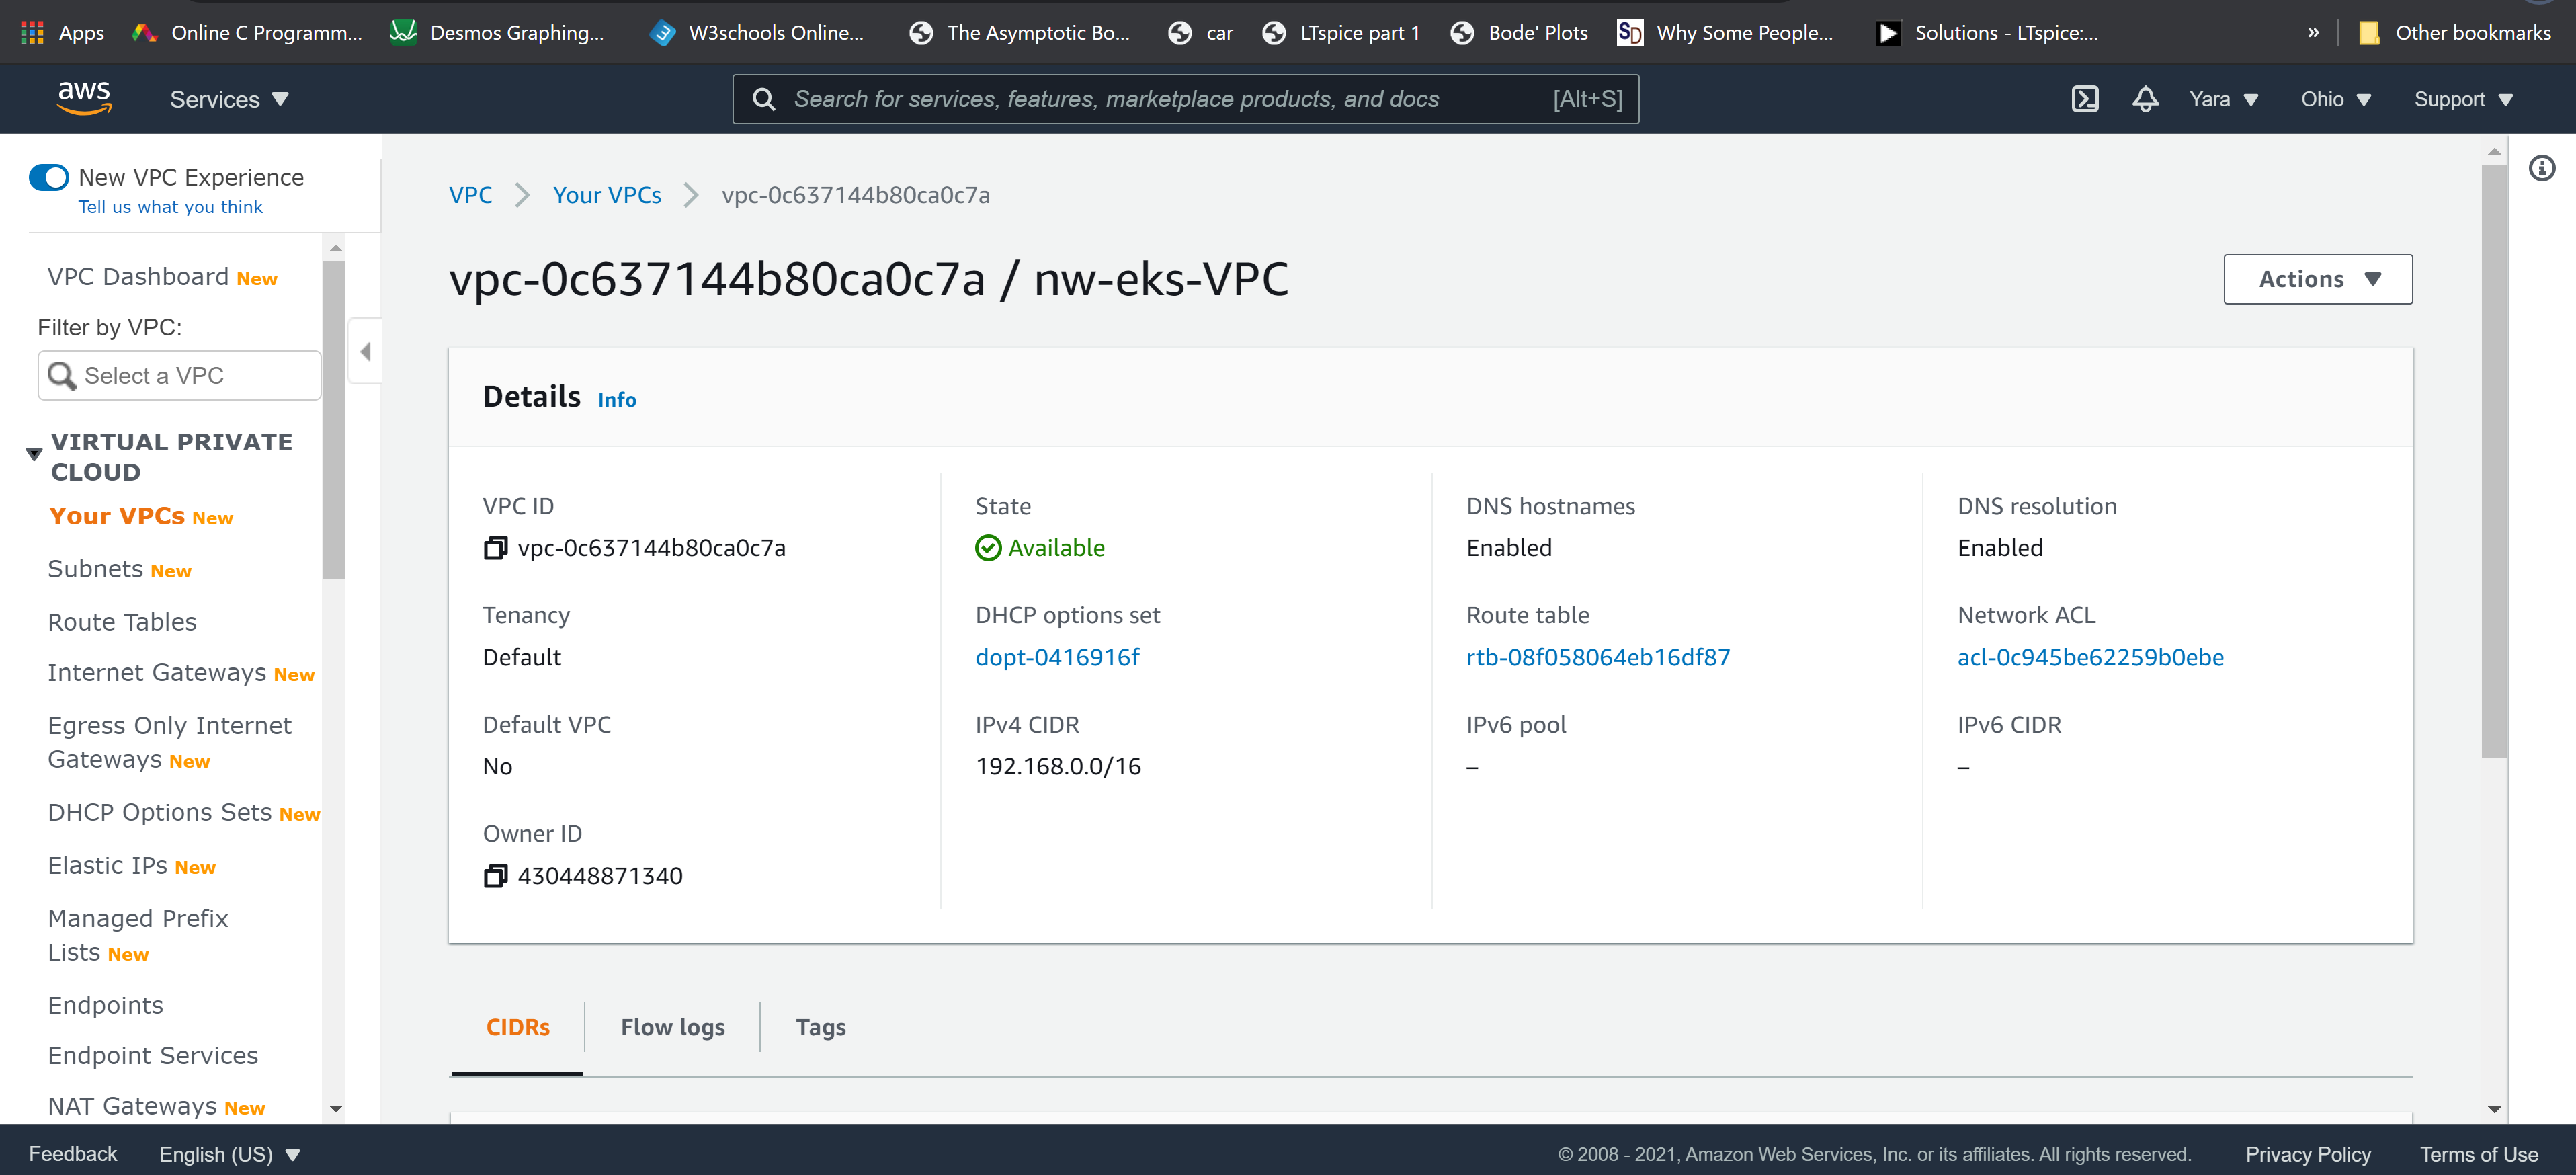 Apps
Online C Programm...
Desmos Graphing...
W3schools Online...
The Asymptotic Bo...
car
LTspice part 1
Bode' Plots
SD
Why Some People...
Solutions - LTspice:...
»
Other bookmarks
aws
Services
Search for services, features, marketplace products, and docs
[Alt+S]
Yara
Ohio
Support
New VPC Experience
Tell us what you think
VPC Dashboard New
Filter by VPC:
Select a VPC
VIRTUAL PRIVATE
CLOUD
Your VPCs New
Subnets New
Route Tables
Internet Gateways New
Egress Only Internet
Gateways New
DHCP Options Sets New
Elastic IPs New
Managed Prefix
Lists New
Endpoints
Endpoint Services
NAT Gateways New
VPC
Your VPCs
vpc-0c637144b80ca0c7a
vpc-0c637144b80ca0c7a / nw-eks-VPC
Actions
Details Info
VPC ID
vpc-0c637144b80ca0c7a
State
Available
DNS hostnames
Enabled
DNS resolution
Enabled
Tenancy
Default
DHCP options set
dopt-0416916f
Route table
rtb-08f058064eb16df87
Network ACL
acl-0c945be62259b0ebe
Default VPC
No
IPv4 CIDR
192.168.0.0/16
IPv6 pool
–
IPv6 CIDR
–
Owner ID
430448871340
CIDRs
Flow logs
Tags
Feedback
English (US)
© 2008 - 2021, Amazon Web Services, Inc. or its affiliates. All rights reserved.
Privacy Policy
Terms of Use